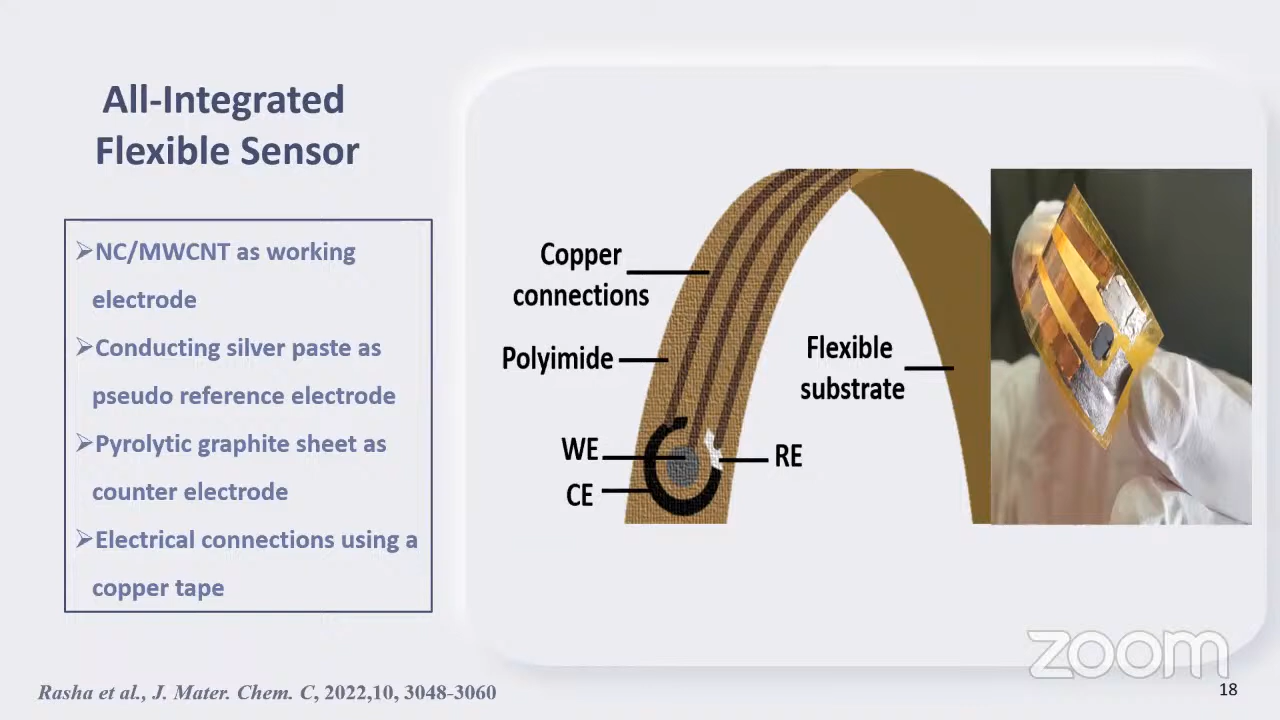 All-Integrated
Flexible Sensor
➢NC/MWCNT as working
electrode
➢Conducting silver paste as
pseudo reference electrode
➢Pyrolytic graphite sheet as
counter electrode
➢Electrical connections using a
copper tape
Copper
connections
Polyimide
WE
CE
RE
Flexible
substrate
zoom
Rasha et al., J. Mater. Chem. C, 2022,10, 3048-3060
18